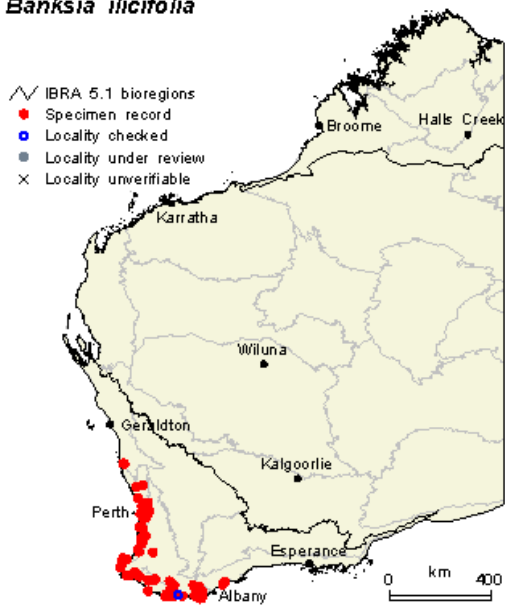 Banksia ilicifolia
IBRA 5.1 bioregions
Specimen record
Locality checked
Locality under review
Locality unverifiable
Broome
Halls Creek
Karratha
Wiluna
Geraldton
Kalgoorlie
Perth
Esperance
Albany
0 km 400